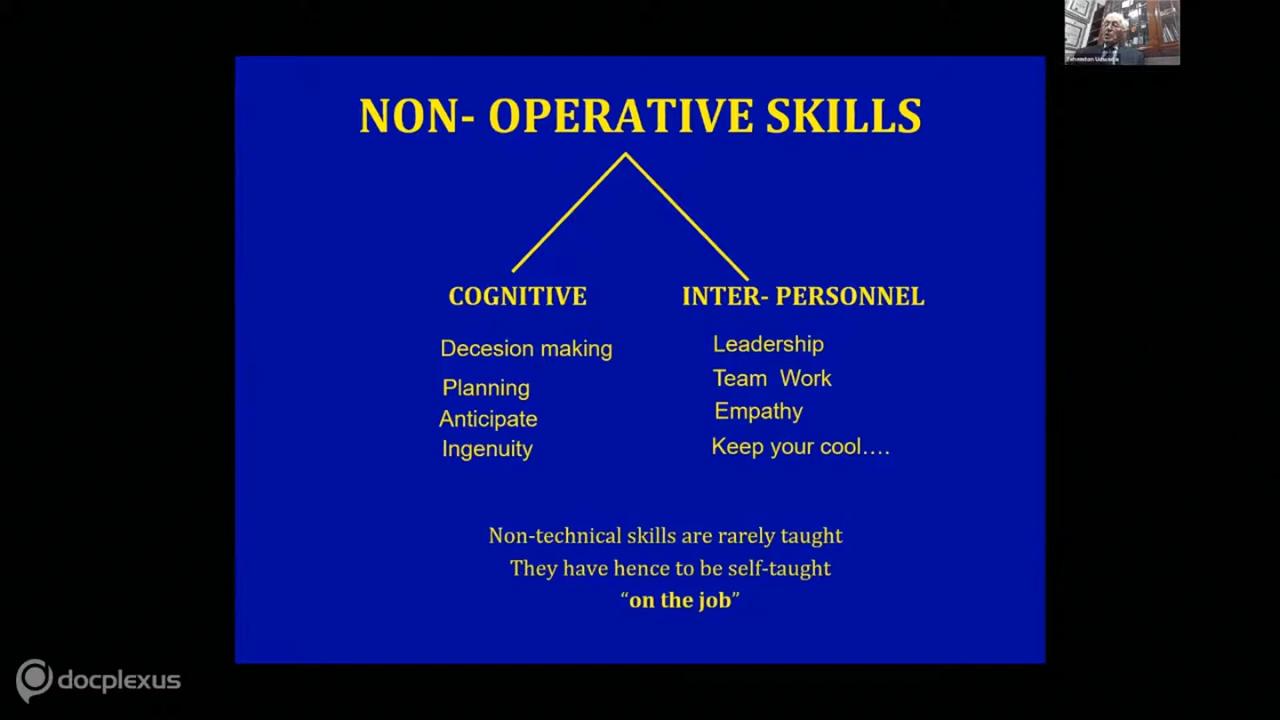 NON- OPERATIVE SKILLS
COGNITIVE
Decesion making
Planning
Anticipate
Ingenuity
INTER- PERSONNEL
Leadership
Team Work
Empathy
Keep your cool....
Non-technical skills are rarely taught
They have hence to be self-taught
“on the job”
docplexus